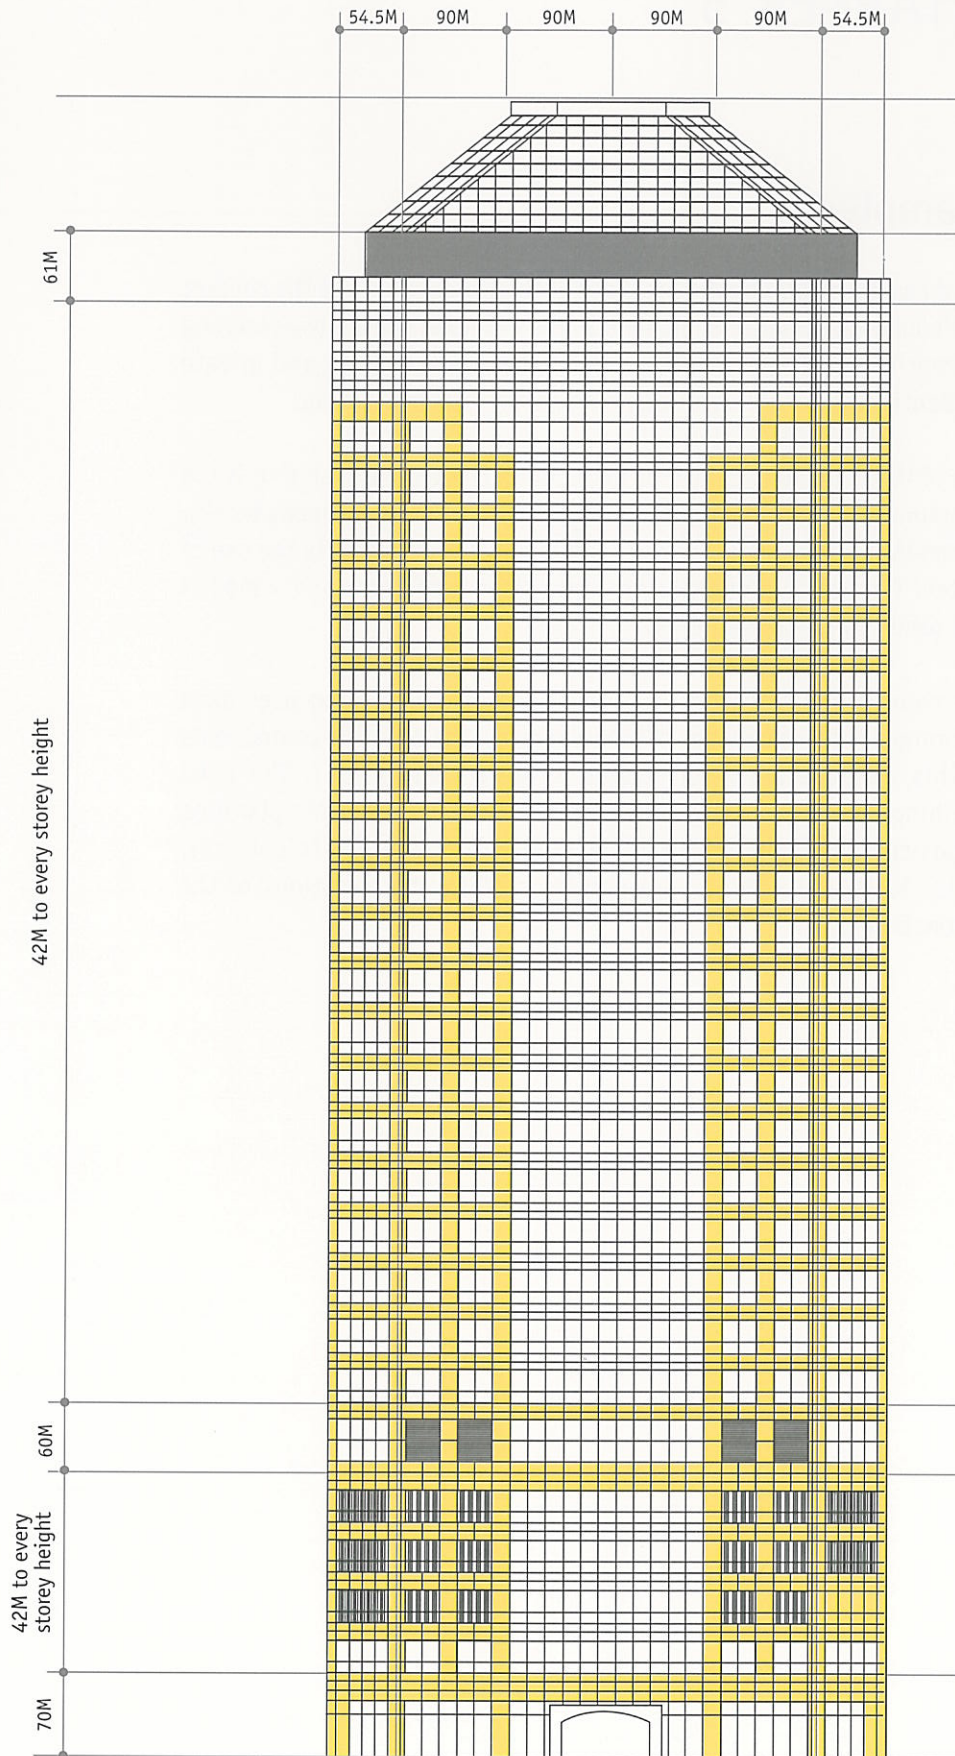 54.5M 90M 90M 90M 90M 54.5M
61M
42M to every storey height
60M
42M to every
storey height
70M